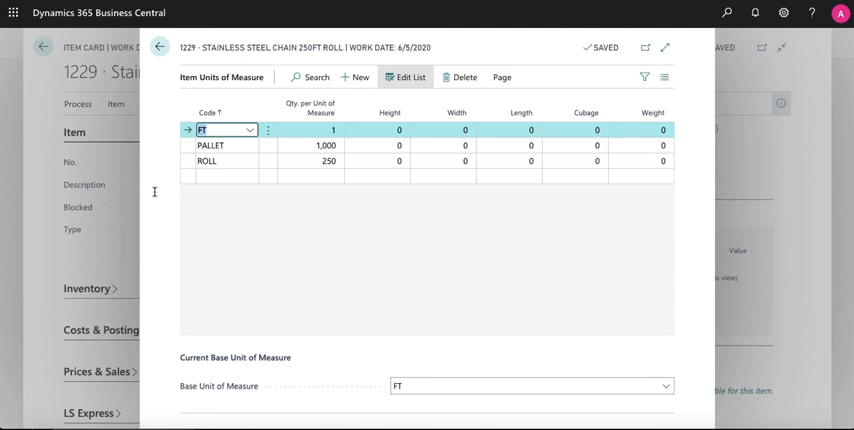 Dynamics 365 Business Central
A
ITEM CARD | WORK D
1229 · STAINLESS STEEL CHAIN 250FT ROLL | WORK DATE: 6/5/2020
SAVED
AVED
1229 · Stai
Item Units of Measure
Search
New
Edit List
Delete
Page
Process
Item
Code ↑
Qty. per Unit of
Measure
Height
Width
Length
Cubage
Weight
FT
1
0
0
0
0
0
PALLET
1,000
0
0
0
0
0
ROLL
250
0
0
0
0
0
Item
No.
Description
Blocked
Type
Value
is view)
Inventory >
Costs & Posting
Prices & Sales >
LS Express >
Current Base Unit of Measure
Base Unit of Measure
FT
ble for this item.